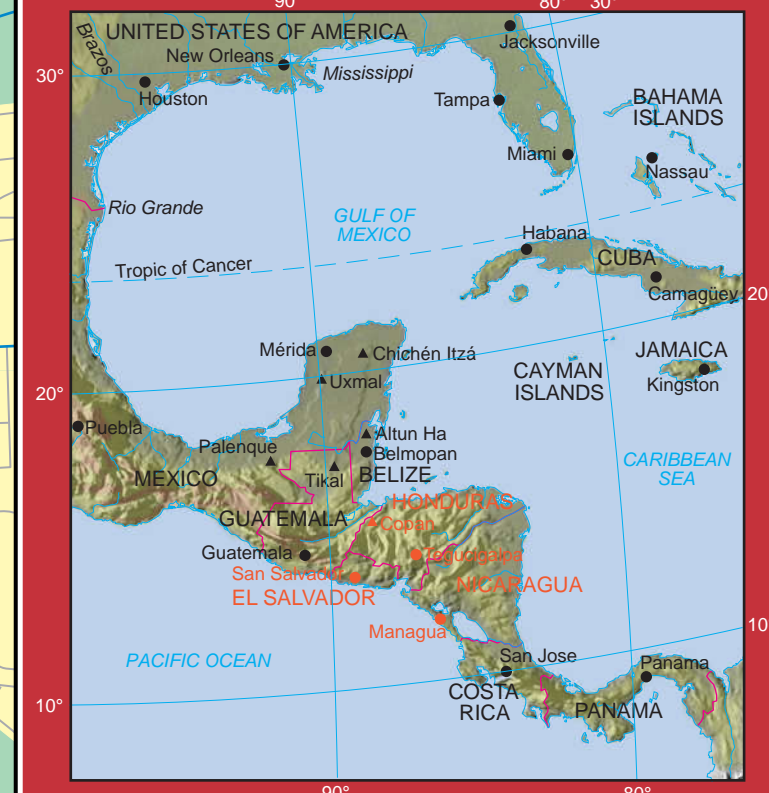 90°
80°
30°
UNITED STATES OF AMERICA
Brazos
New Orleans
Jacksonville
Mississippi
30°
Houston
Tampa
BAHAMA
ISLANDS
Miami
Nassau
Rio Grande
GULF OF
MEXICO
Habana
Tropic of Cancer
CUBA
Camagüey
20
Mérida
Chichén Itzá
JAMAICA
CAYMAN
ISLANDS
Uxmal
Kingston
20°
Puebla
Altun Ha
Palenque
Belmopan
CARIBBEAN
SEA
MEXICO
Tikal
BELIZE
HONDURAS
GUATEMALA
Copán
Guatemala
Tegucigalpa
San Salvador
NICARAGUA
EL SALVADOR
Managua
10
PACIFIC OCEAN
San Jose
Panama
COSTA
RICA
10°
PANAMA
90°
80°